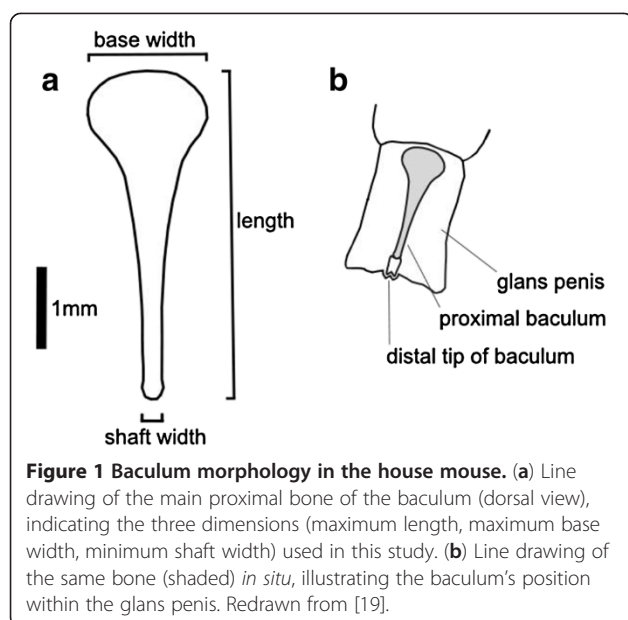 base width
a
b
length
1mm
shaft width
glans penis
proximal baculum
distal tip of baculum
Figure 1 Baculum morphology in the house mouse. (a) Line
drawing of the main proximal bone of the baculum (dorsal view),
indicating the three dimensions (maximum length, maximum base
width, minimum shaft width) used in this study. (b) Line drawing of
the same bone (shaded) in situ, illustrating the baculum's position
within the glans penis. Redrawn from [19].